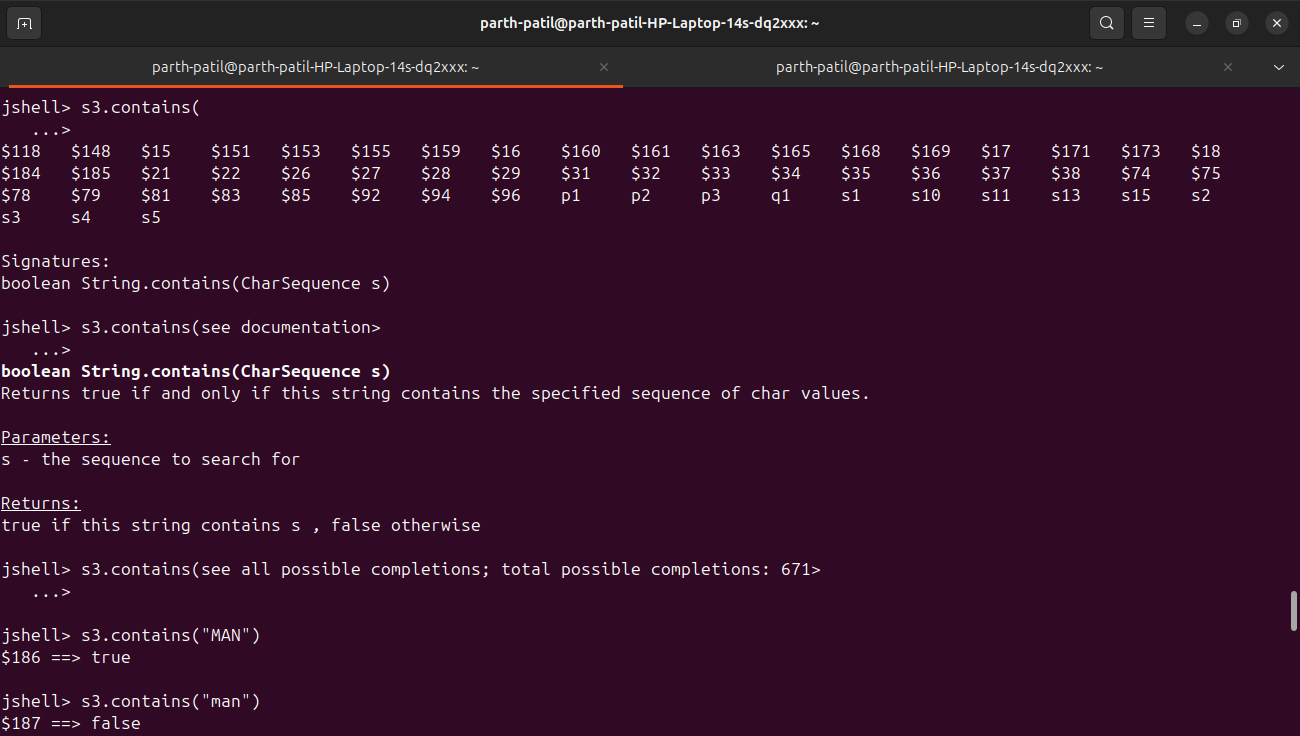 parth-patil@parth-patil-HP-Laptop-14s-dq2xxx: ~
parth-patil@parth-patil-HP-Laptop-14s-dq2xxx: ~
parth-patil@parth-patil-HP-Laptop-14s-dq2xxx: ~
jshell> s3.contains(
...>
$118 $148 $15 $151 $153 $155 $159 $16 $160 $161 $163 $165 $168 $169 $17 $171 $173 $18
$184 $185 $21 $22 $26 $27 $28 $29 $31 $32 $33 $34 $35 $36 $37 $38 $74 $75
$78 $79 $81 $83 $85 $92 $94 $96 p1 p2 p3 q1 s1 s10 s11 s13 s15 s2
s3 s4 s5
Signatures:
boolean String.contains(CharSequence s)
jshell> s3.contains(see documentation>
...>
boolean String.contains(CharSequence s)
Returns true if and only if this string contains the specified sequence of char values.
Parameters:
s - the sequence to search for
Returns:
true if this string contains s , false otherwise
jshell> s3.contains(see all possible completions; total possible completions: 671>
...>
jshell> s3.contains("MAN")
$186 ==> true
jshell> s3.contains("man")
$187 ==> false